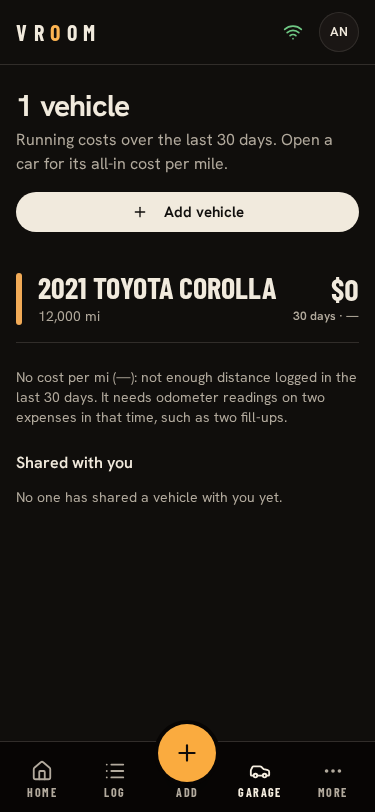 VROOM
AN
1 vehicle
Running costs over the last 30 days. Open a
car for its all-in cost per mile.
+ Add vehicle
2021 TOYOTA COROLLA
$0
12,000 mi
30 days · —
No cost per mi (—): not enough distance logged in the
last 30 days. It needs odometer readings on two
expenses in that time, such as two fill-ups.
Shared with you
No one has shared a vehicle with you yet.
HOME
LOG
ADD
GARAGE
MORE